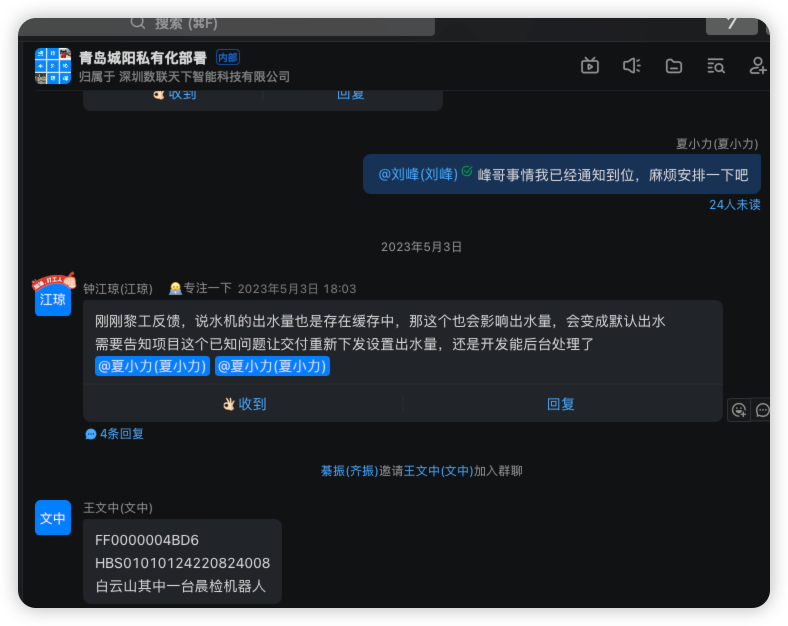 搜索 (⌘F)
青岛城阳私有化部署 内部
归属于 深圳数联天下智能科技有限公司
收到 回复
夏小力(夏小力)
@刘峰(刘峰) 峰哥事情我已经通知到位，麻烦安排一下吧
24人未读
2023年5月3日
钟江琼(江琼) 专注一下 2023年5月3日 18:03
江琼
刚刚黎工反馈，说水机的出水量也是存在缓存中，那这个也会影响出水量，会变成默认出水
需要告知项目这个已知问题让交付重新下发设置出水量，还是开发能后台处理了
@夏小力(夏小力) @夏小力(夏小力)
收到 回复
4条回复
綦振(齐振)邀请王文中(文中)加入群聊
王文中(文中)
文中
FF0000004BD6
HBS01010124220824008
白云山其中一台晨检机器人